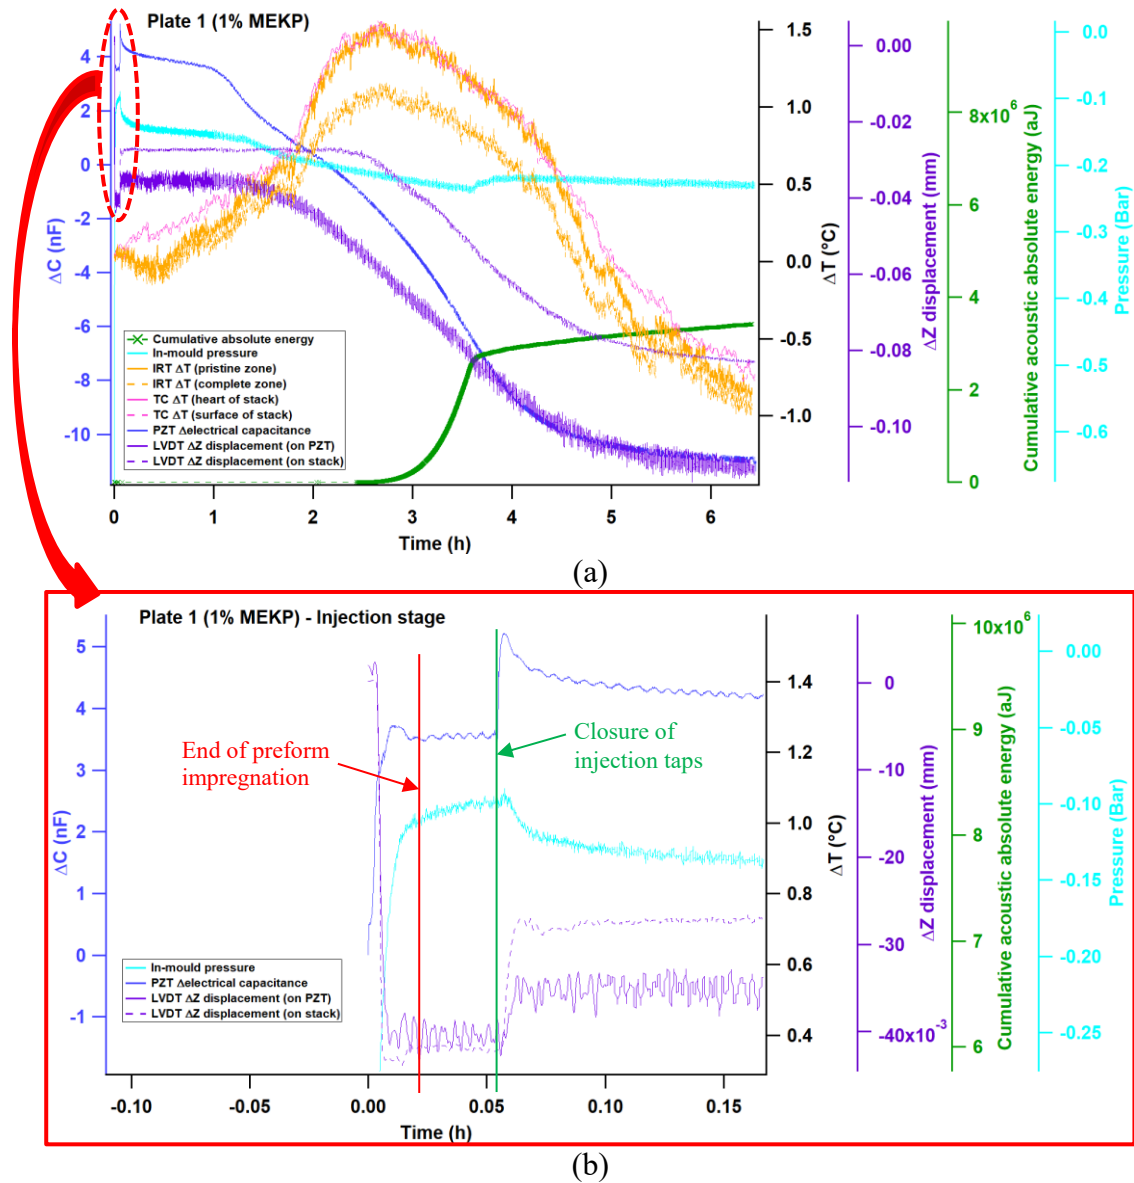 Plate 1 (1% MEKP)
4
2
0
-2
-4
-6
-8
-10
ΔC (nF)
1.5
1.0
0.5
0.0
-0.5
-1.0
ΔT (°C)
0.00
-0.02
-0.04
-0.06
-0.08
-0.10
ΔZ displacement (mm)
8x10⁶
6
4
2
0
Cumulative acoustic absolute energy (aJ)
0.0
-0.1
-0.2
-0.3
-0.4
-0.5
-0.6
Pressure (Bar)
Cumulative absolute energy
In-mould pressure
IRT ΔT (pristine zone)
IRT ΔT (complete zone)
TC ΔT (heart of stack)
TC ΔT (surface of stack)
PZT Δelectrical capacitance
LVDT ΔZ displacement (on PZT)
LVDT ΔZ displacement (on stack)
0 1 2 3 4 5 6
Time (h)
(a)
Plate 1 (1% MEKP) - Injection stage
5
4
3
2
1
0
-1
ΔC (nF)
End of preform
impregnation
Closure of
injection taps
1.4
1.2
1.0
0.8
0.6
0.4
ΔT (°C)
0
-10
-20
-30
-40x10⁻³
ΔZ displacement (mm)
10x10⁶
9
8
7
6
Cumulative acoustic absolute energy (aJ)
0.00
-0.05
-0.10
-0.15
-0.20
-0.25
Pressure (Bar)
In-mould pressure
PZT Δelectrical capacitance
LVDT ΔZ displacement (on PZT)
LVDT ΔZ displacement (on stack)
-0.10 -0.05 0.00 0.05 0.10 0.15
Time (h)
(b)